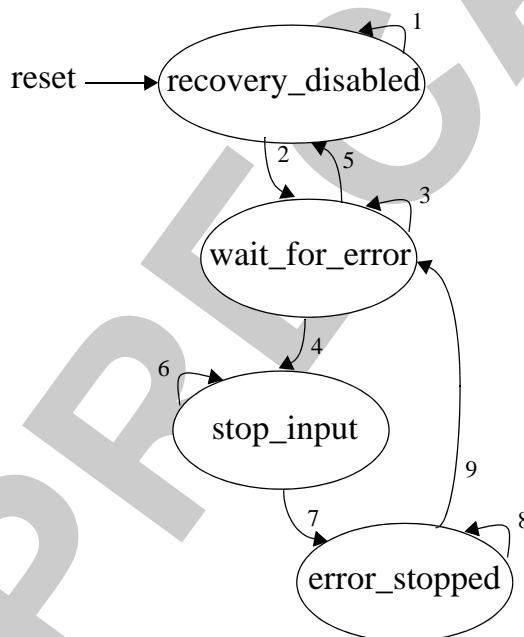 1
reset
recovery_disabled
2
5
3
wait_for_error
4
6
stop_input
9
7
8
error_stopped